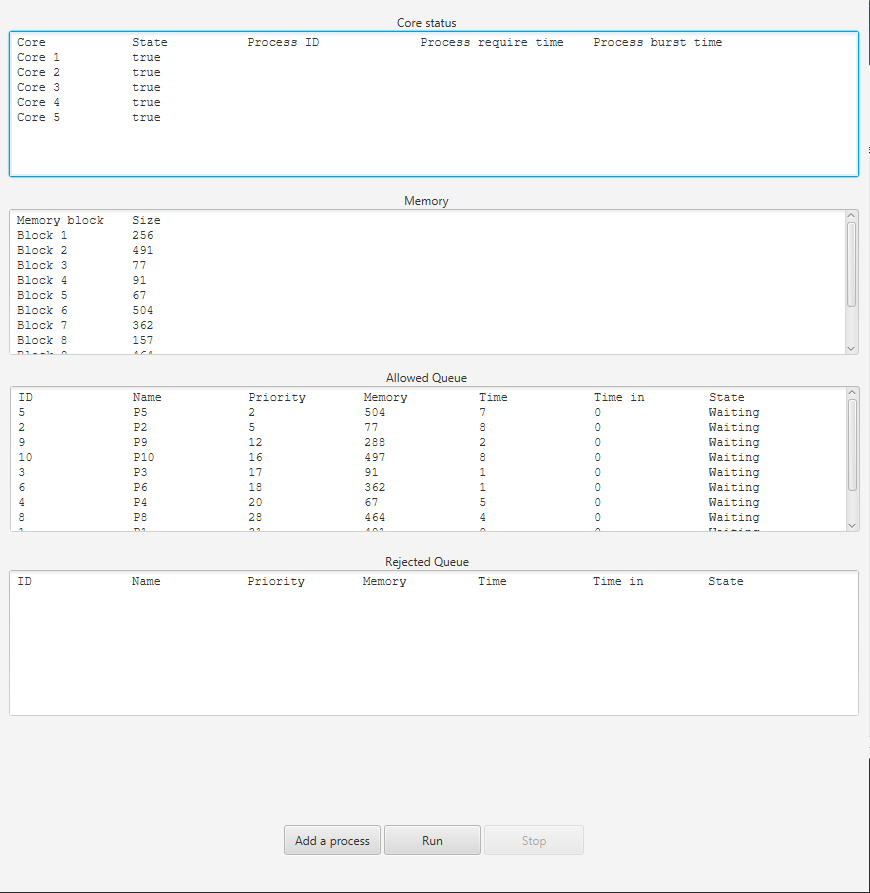 Core status
Core State Process ID Process require time Process burst time
Core 1 true
Core 2 true
Core 3 true
Core 4 true
Core 5 true
Memory
Memory block Size
Block 1 256
Block 2 491
Block 3 77
Block 4 91
Block 5 67
Block 6 504
Block 7 362
Block 8 157
Allowed Queue
ID Name Priority Memory Time Time in State
5 P5 2 504 7 0 Waiting
2 P2 5 77 8 0 Waiting
9 P9 12 288 2 0 Waiting
10 P10 16 497 8 0 Waiting
3 P3 17 91 1 0 Waiting
6 P6 18 362 1 0 Waiting
4 P4 20 67 5 0 Waiting
8 P8 28 464 4 0 Waiting
Rejected Queue
ID Name Priority Memory Time Time in State
Add a process Run Stop